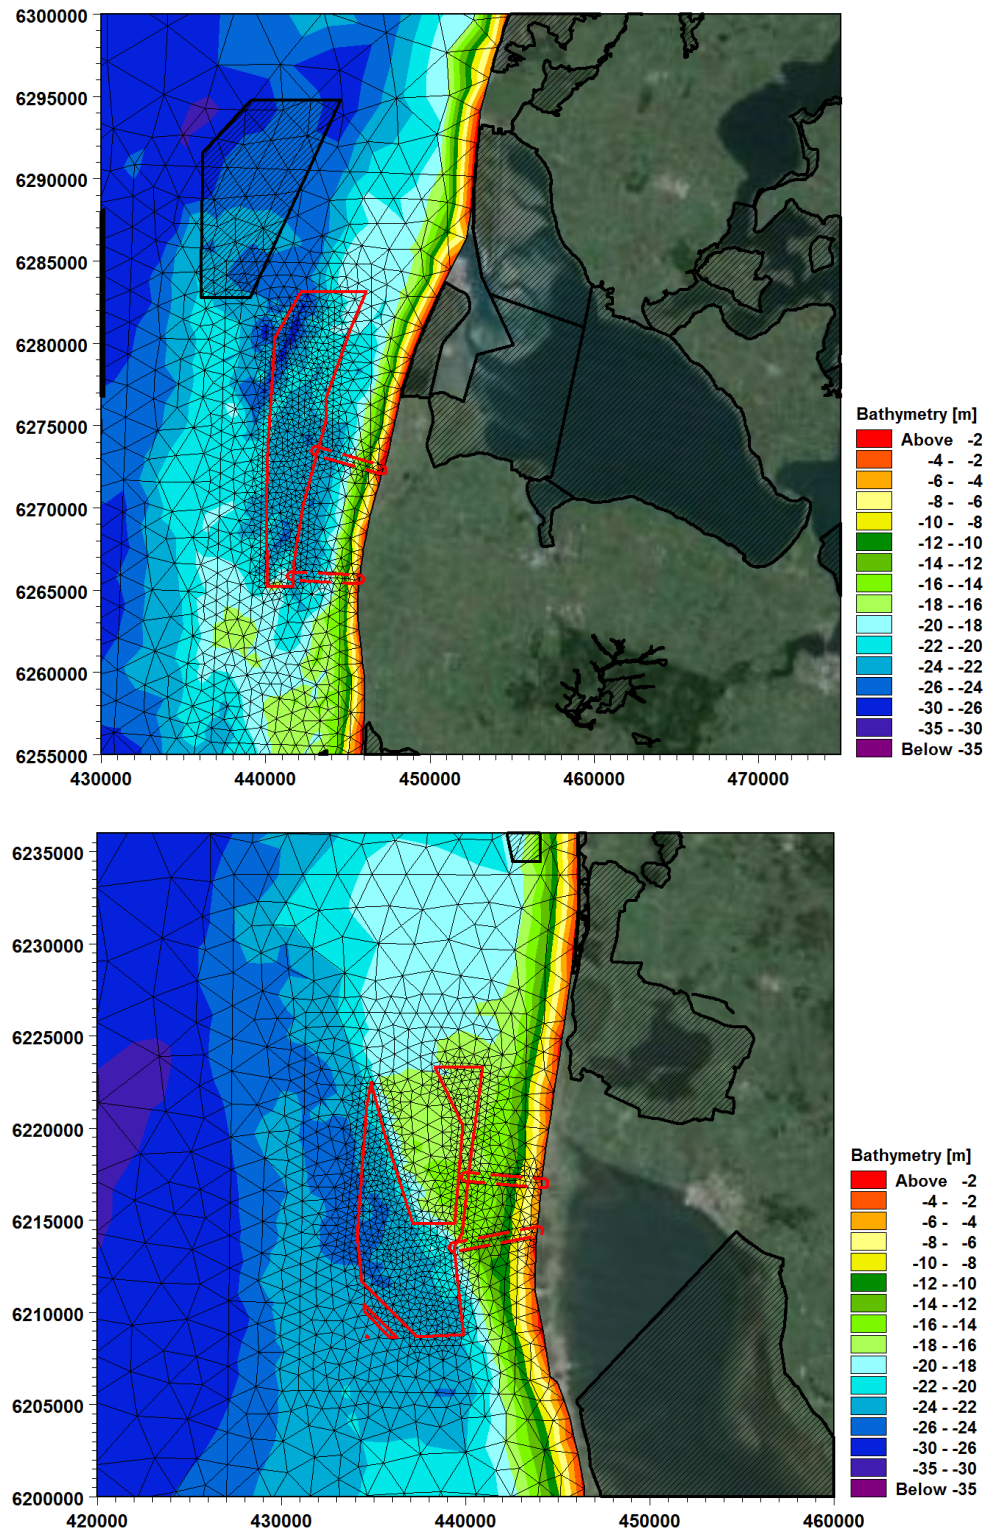 6300000
6295000
6290000
6285000
6280000
6275000
6270000
6265000
6260000
6255000
430000 440000 450000 460000 470000
Bathymetry [m]
Above -2
-4 - -2
-6 - -4
-8 - -6
-10 - -8
-12 - -10
-14 - -12
-16 - -14
-18 - -16
-20 - -18
-22 - -20
-24 - -22
-26 - -24
-30 - -26
-35 - -30
Below -35
6235000
6230000
6225000
6220000
6215000
6210000
6205000
6200000
420000 430000 440000 450000 460000
Bathymetry [m]
Above -2
-4 - -2
-6 - -4
-8 - -6
-10 - -8
-12 - -10
-14 - -12
-16 - -14
-18 - -16
-20 - -18
-22 - -20
-24 - -22
-26 - -24
-30 - -26
-35 - -30
Below -35